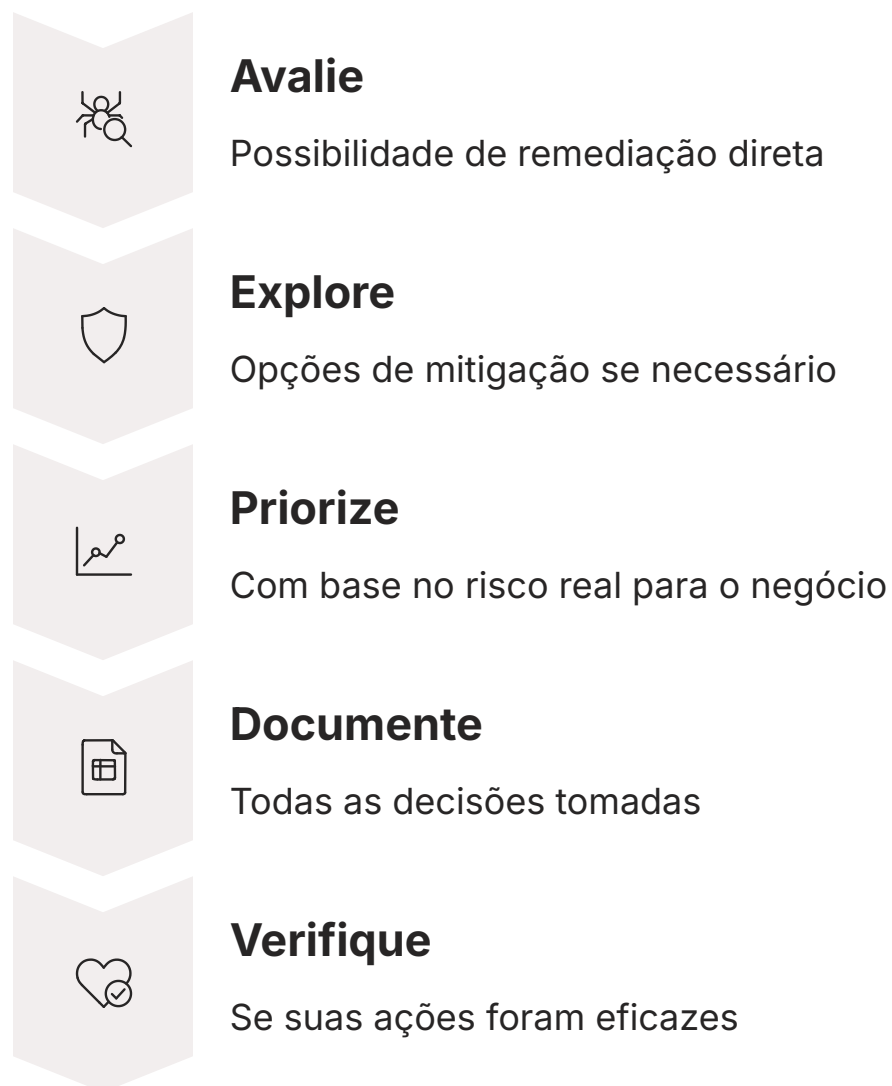 Avalie
Possibilidade de remediação direta
Explore
Opções de mitigação se necessário
Priorize
Com base no risco real para o negócio
Documente
Todas as decisões tomadas
Verifique
Se suas ações foram eficazes